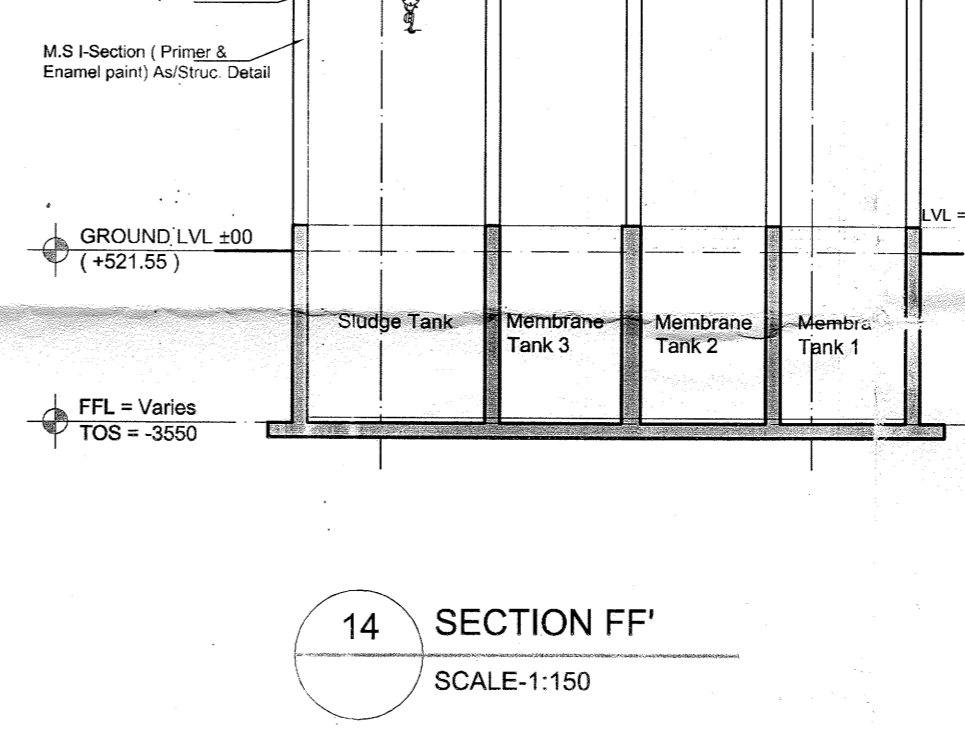 M.S I-Section ( Primer &
Enamel paint) As/Struc. Detail
LVL =
GROUND LVL ±00
( +521.55 )
Sludge Tank
Membrane
Tank 3
Membrane
Tank 2
Membra
Tank 1
FFL = Varies
TOS = -3550
14
SECTION FF'
SCALE-1:150